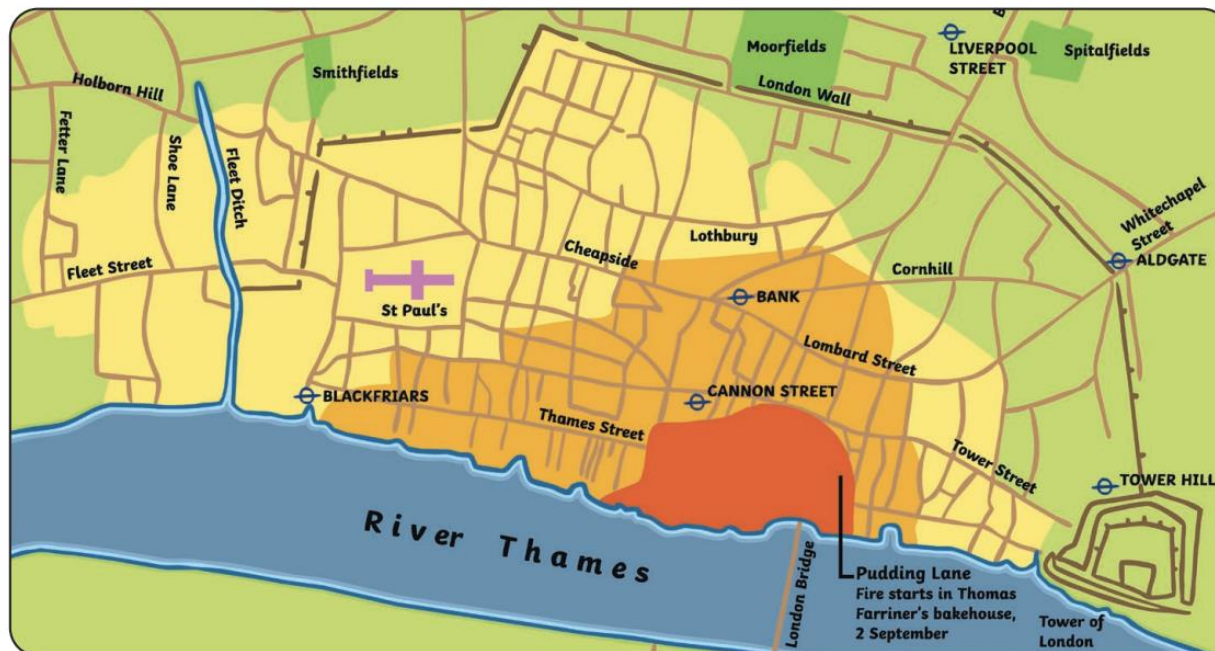 Moorfields
LIVERPOOL
STREET
Spitalfields
Smithfields
Holborn Hill
London Wall
Fetter Lane
Shoe Lane
Fleet Ditch
Whitechapel
Street
ALDGATE
Lothbury
Cheapside
Cornhill
Fleet Street
St Paul's
BANK
Lombard Street
BLACKFRIARS
CANNON STREET
Thames Street
Tower Street
TOWER HILL
River Thames
London Bridge
Pudding Lane
Fire starts in Thomas
Farriner's bakehouse,
2 September
Tower of
London